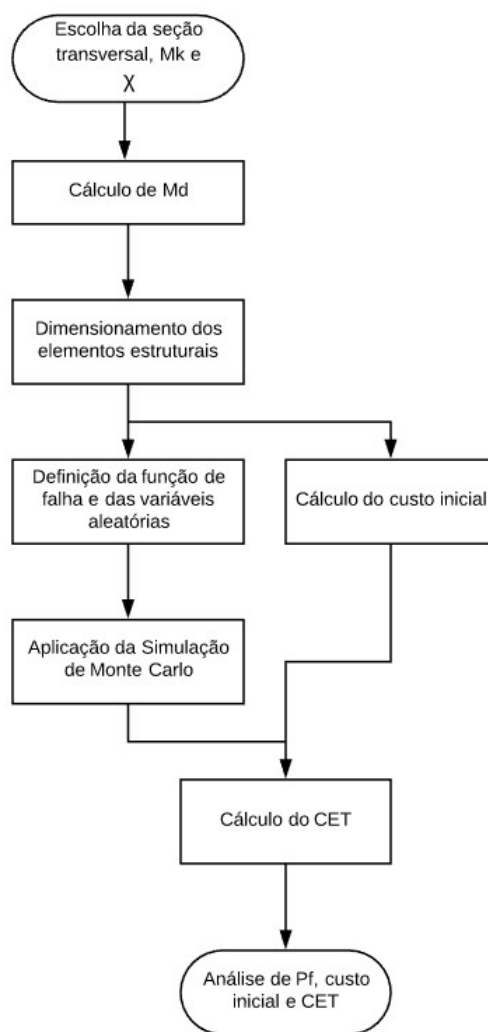 Escolha da seção
transversal, Mk e
χ
Cálculo de Md
Dimensionamento dos
elementos estruturais
Definição da função de
falha e das variáveis
aleatórias
Cálculo do custo inicial
Aplicação da Simulação
de Monte Carlo
Cálculo do CET
Análise de Pf, custo
inicial e CET